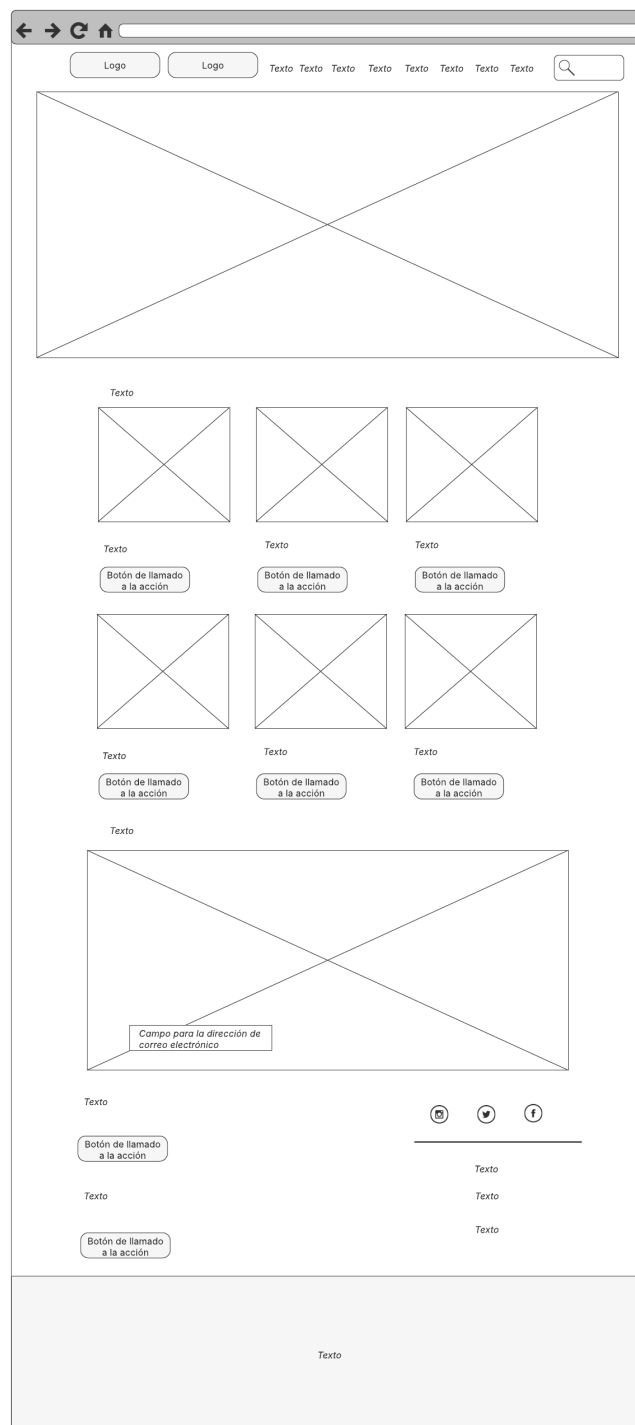 Logo Logo Texto Texto Texto Texto Texto Texto Texto Texto
Texto
Texto Texto Texto
Botón de llamado
a la acción
Botón de llamado
a la acción
Botón de llamado
a la acción
Texto Texto Texto
Botón de llamado
a la acción
Botón de llamado
a la acción
Botón de llamado
a la acción
Texto
Campo para la dirección de
correo electrónico
Texto
Botón de llamado
a la acción
Texto
Botón de llamado
a la acción
Texto
Texto
Texto
Texto